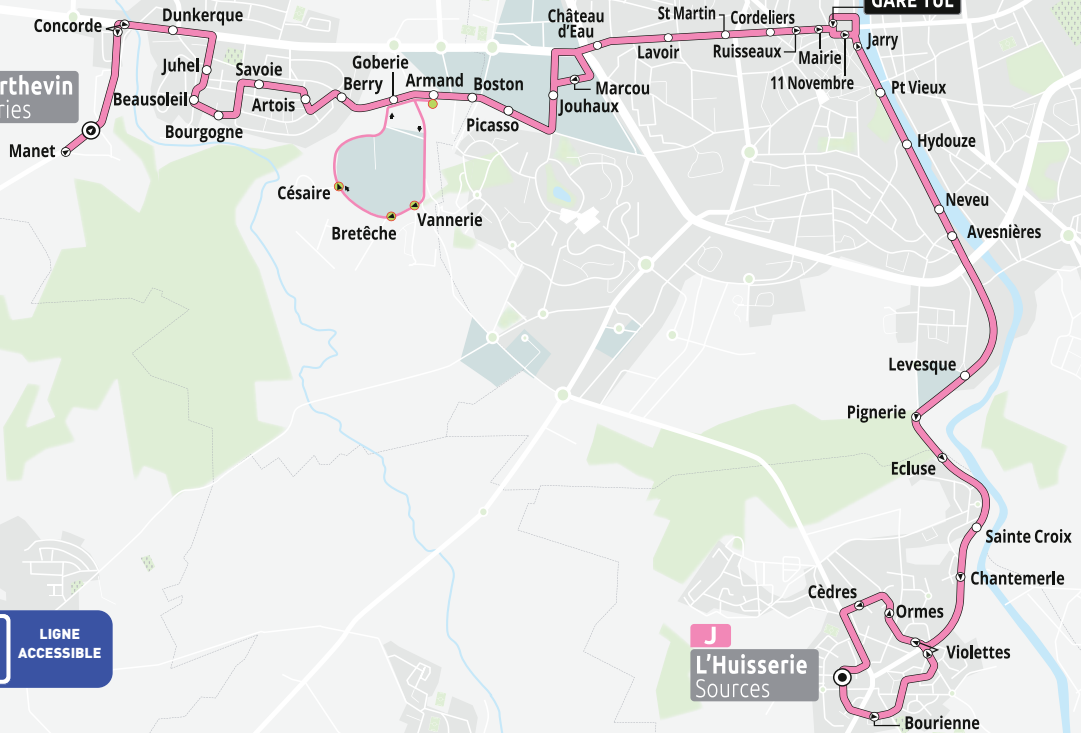 GARE TUL
Concorde
Dunkerque
Château
d'Eau
St Martin
Cordeliers
Lavoir
Ruisseaux
Mairie
Jarry
11 Novembre
Juhel
Savoie
Goberie
Berry
Armand
Boston
Marcou
Jouhaux
Pt Vieux
Beausoleil
Artois
Picasso
Bourgogne
Manet
Hydouze
Césaire
Vannerie
Bretêche
Neveu
Avesnières
Levesque
Pignerie
Ecluse
Sainte Croix
Chantemerle
Cèdres
Ormes
Violettes
J
L'Huisserie
Sources
Bourienne
LIGNE
ACCESSIBLE